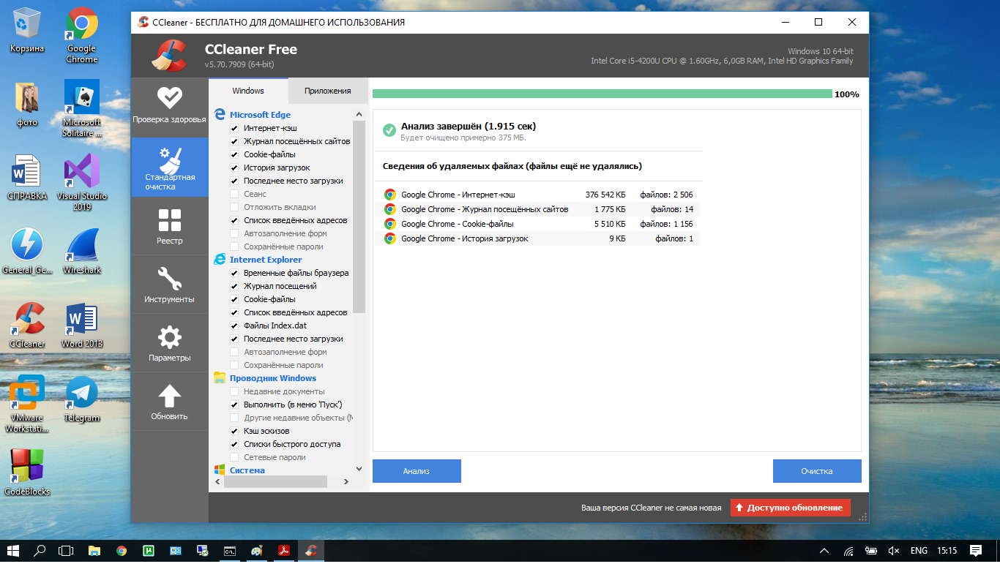 Корзина
Google
Chrome
фото
Microsoft
Solitaire ...
СПРАВКА
Visual Studio
2019
General_Ge...
Wireshark
CCleaner
Word 2013
VMware
Workstati...
Telegram
CodeBlocks
CCleaner - БЕСПЛАТНО ДЛЯ ДОМАШНЕГО ИСПОЛЬЗОВАНИЯ
CCleaner Free
v5.70.7909 (64-bit)
Windows 10 64-bit
Intel Core i5-4200U CPU @ 1.60GHz, 6,0GB RAM, Intel HD Graphics Family
Проверка здоровья
Стандартная
очистка
Реестр
Инструменты
Параметры
Обновить
Windows
Приложения
Microsoft Edge
Интернет-кэш
Журнал посещённых сайтов
Cookie-файлы
История загрузок
Последнее место загрузки
Сеанс
Отложить вкладки
Список введённых адресов
Автозаполнение форм
Сохранённые пароли
Internet Explorer
Временные файлы браузера
Журнал посещений
Cookie-файлы
Список введённых адресов
Файлы Index.dat
Последнее место загрузки
Автозаполнение форм
Сохранённые пароли
Проводник Windows
Недавние документы
Выполнить (в меню 'Пуск')
Другие недавние объекты (M
Кэш эскизов
Списки быстрого доступа
Сетевые пароли
Система
100%
Анализ завершён (1.915 сек)
Будет очищено примерно 375 МБ.
Сведения об удаляемых файлах (файлы ещё не удалялись)
Google Chrome - Интернет-кэш 376 542 КБ файлов: 2 506
Google Chrome - Журнал посещённых сайтов 1 775 КБ файлов: 14
Google Chrome - Cookie-файлы 5 510 КБ файлов: 1 156
Google Chrome - История загрузок 9 КБ файлов: 1
Анализ
Очистка
Ваша версия CCleaner не самая новая
Доступно обновление
ENG
15:15